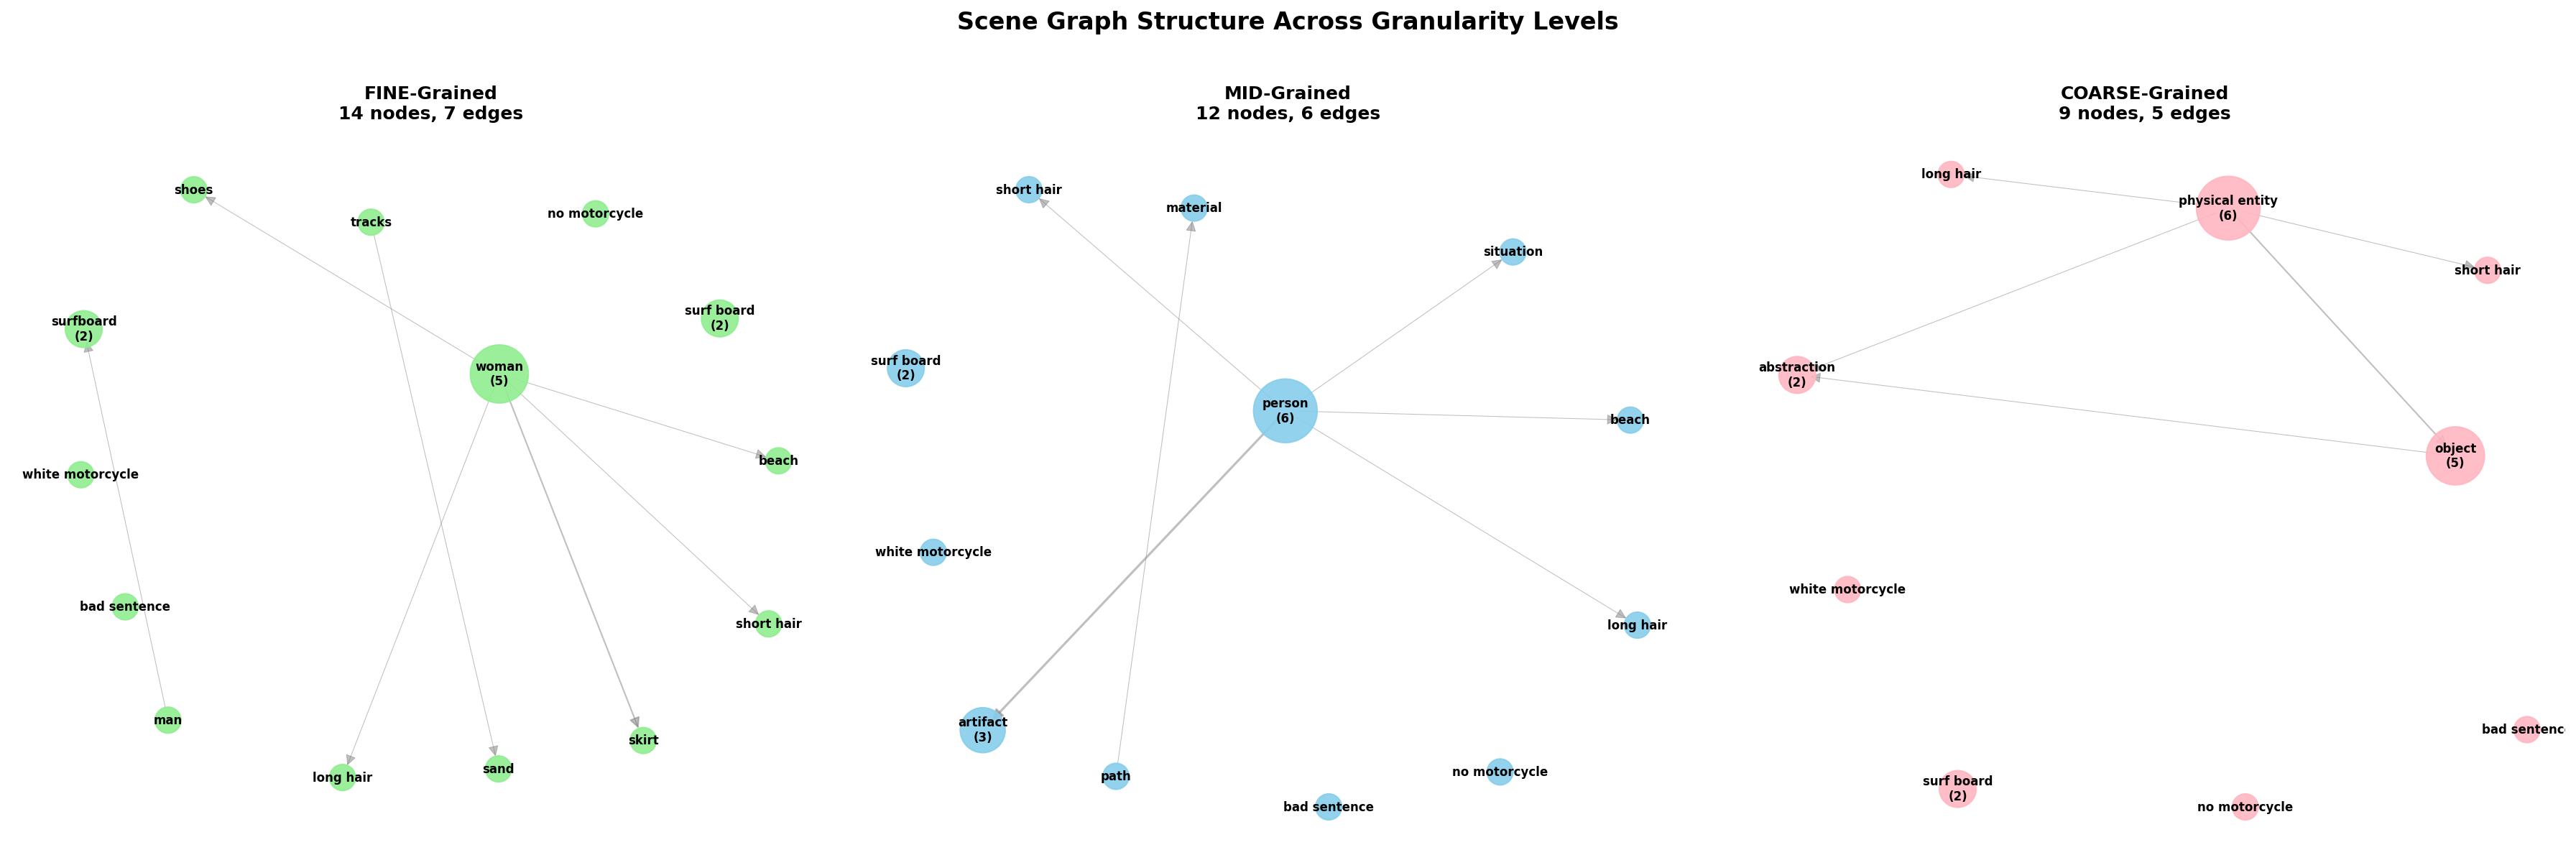 Scene Graph Structure Across Granularity Levels
FINE-Grained
14 nodes, 7 edges
shoes
tracks
no motorcycle
surfboard
(2)
surf board
(2)
woman
(5)
white motorcycle
beach
bad sentence
short hair
man
skirt
long hair
sand
MID-Grained
12 nodes, 6 edges
short hair
material
situation
surf board
(2)
person
(6)
beach
white motorcycle
long hair
artifact
(3)
path
no motorcycle
bad sentence
COARSE-Grained
9 nodes, 5 edges
long hair
physical entity
(6)
short hair
abstraction
(2)
object
(5)
white motorcycle
bad sentenc
surf board
(2)
no motorcycle